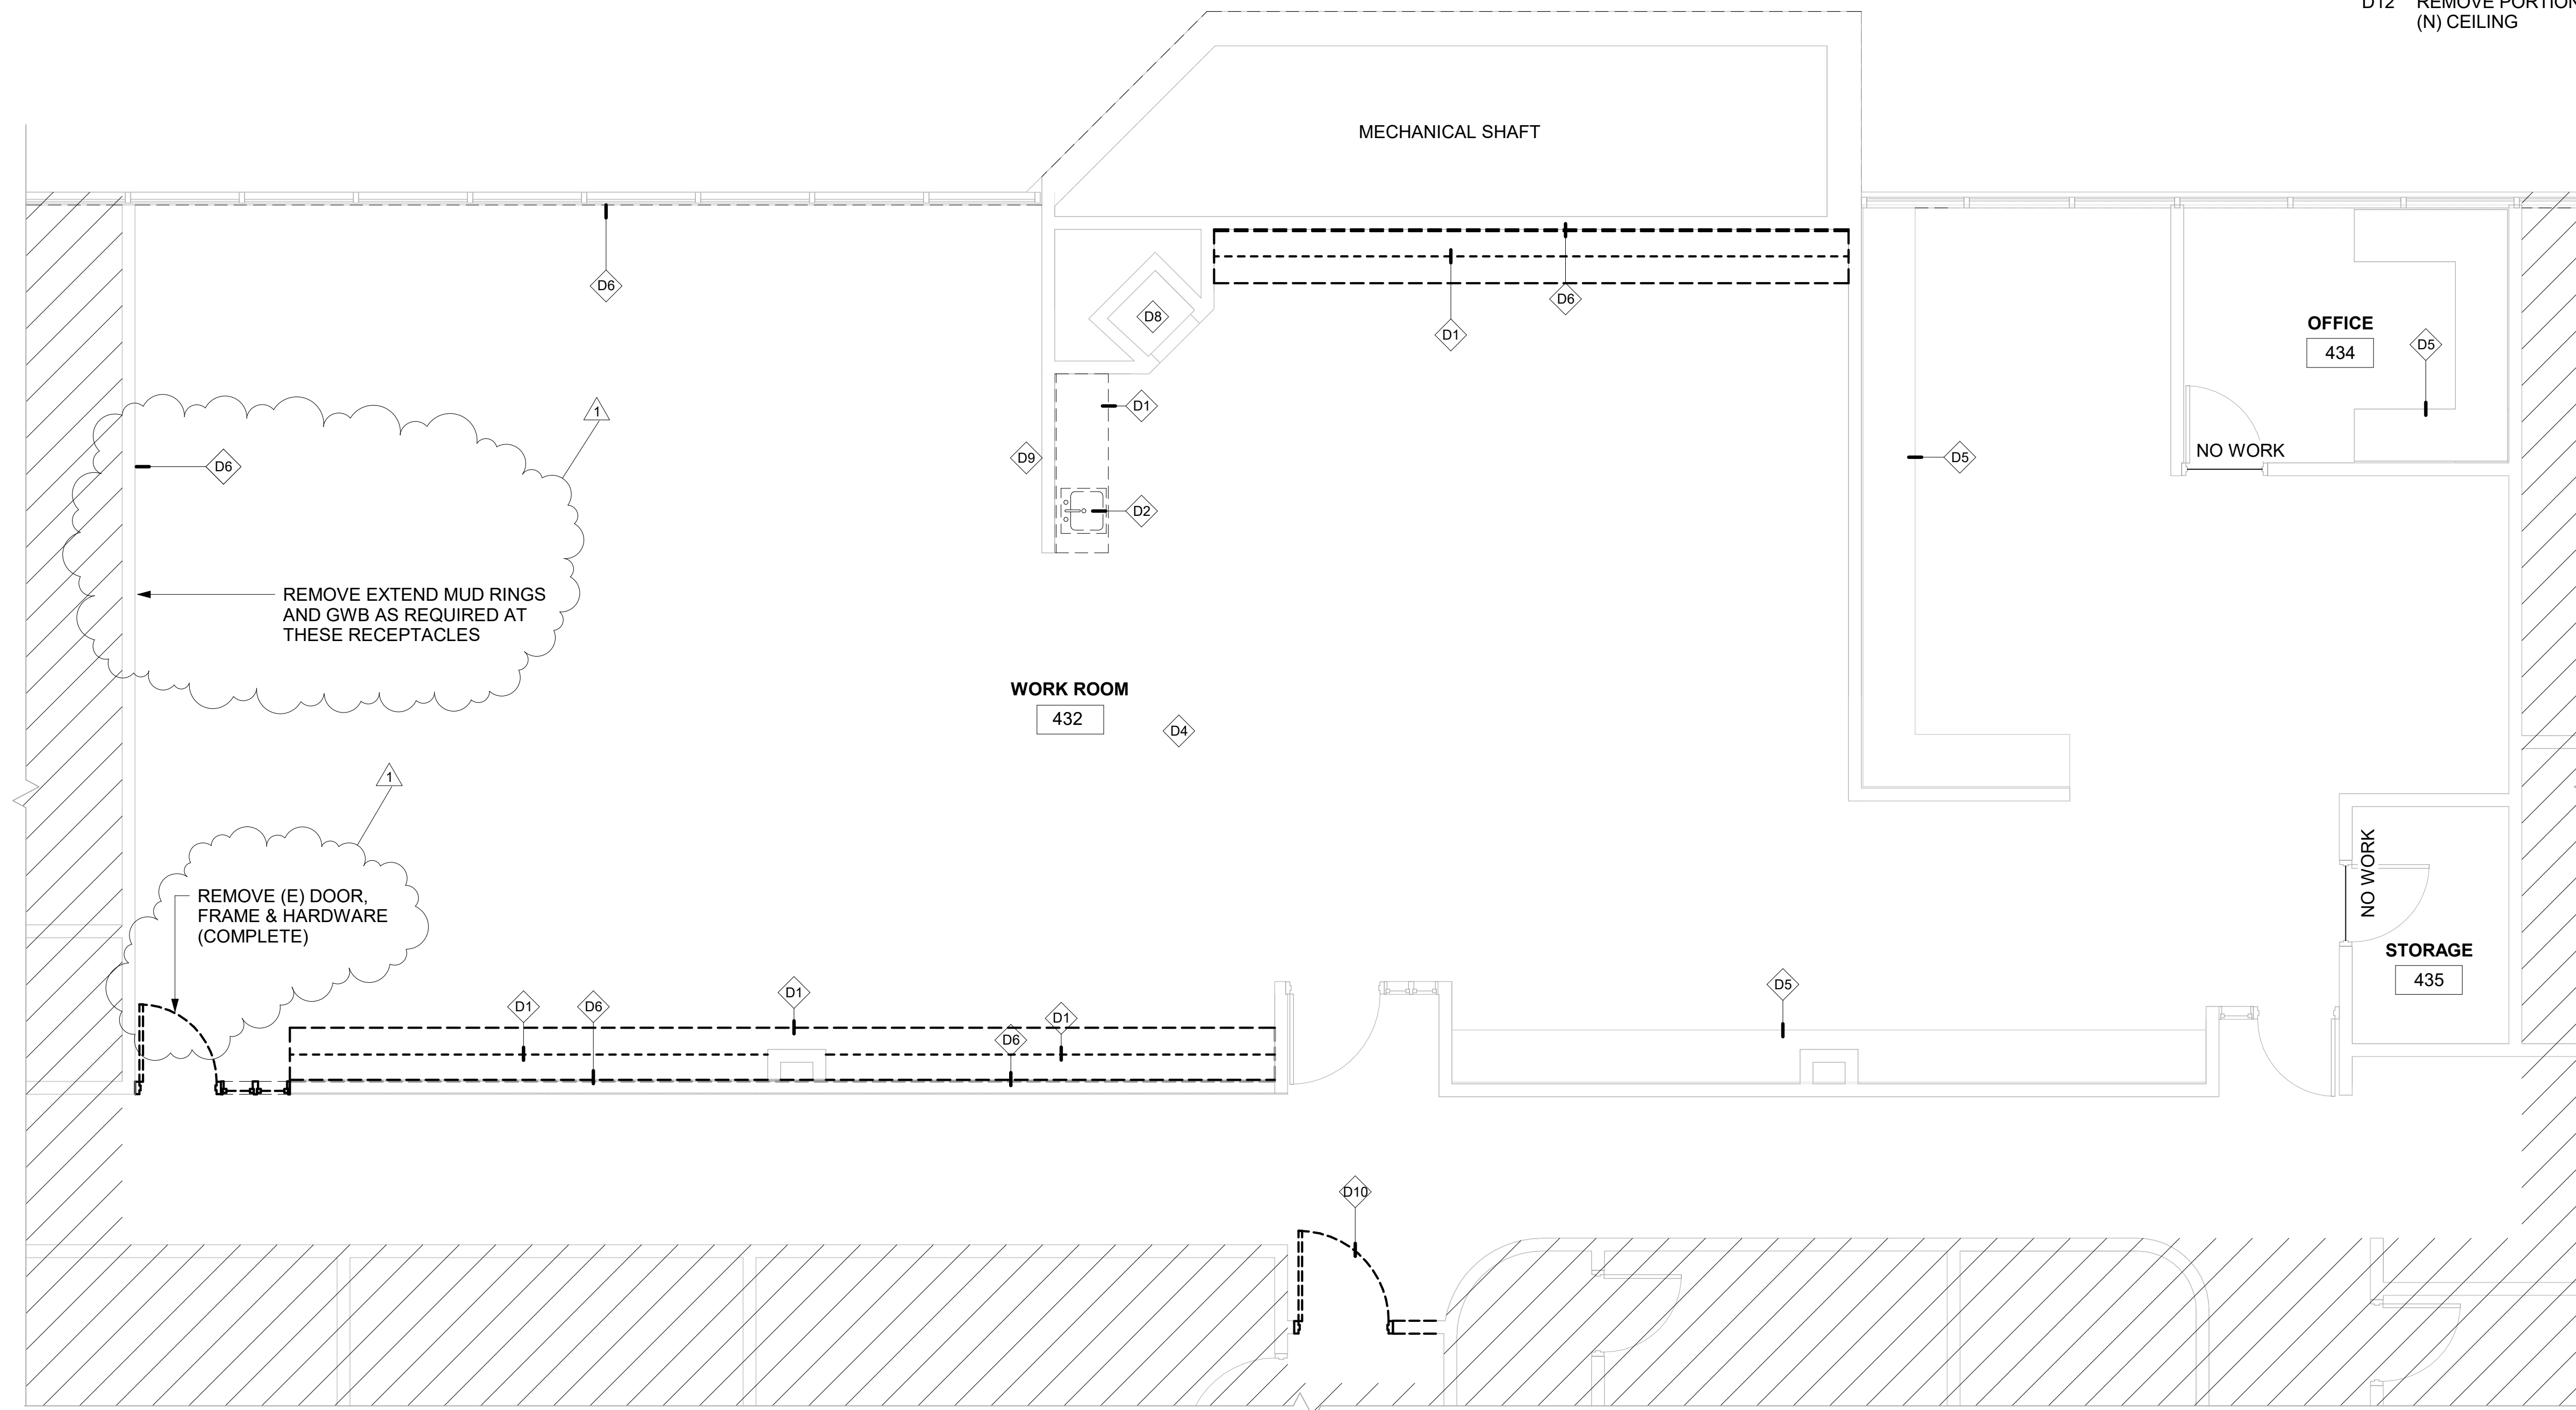 D12 REMOVE PORTION
(N) CEILING
MECHANICAL SHAFT
D6
D6
D1
D8
OFFICE
434
D5
D1
1
D9
D6
D5
NO WORK
D2
REMOVE EXTEND MUD RINGS
AND GWB AS REQUIRED AT
THESE RECEPTACLES
WORK ROOM
432
D4
1
REMOVE (E) DOOR,
FRAME & HARDWARE
(COMPLETE)
NO WORK
STORAGE
435
D1
D6
D1
D6
D1
D5
D10